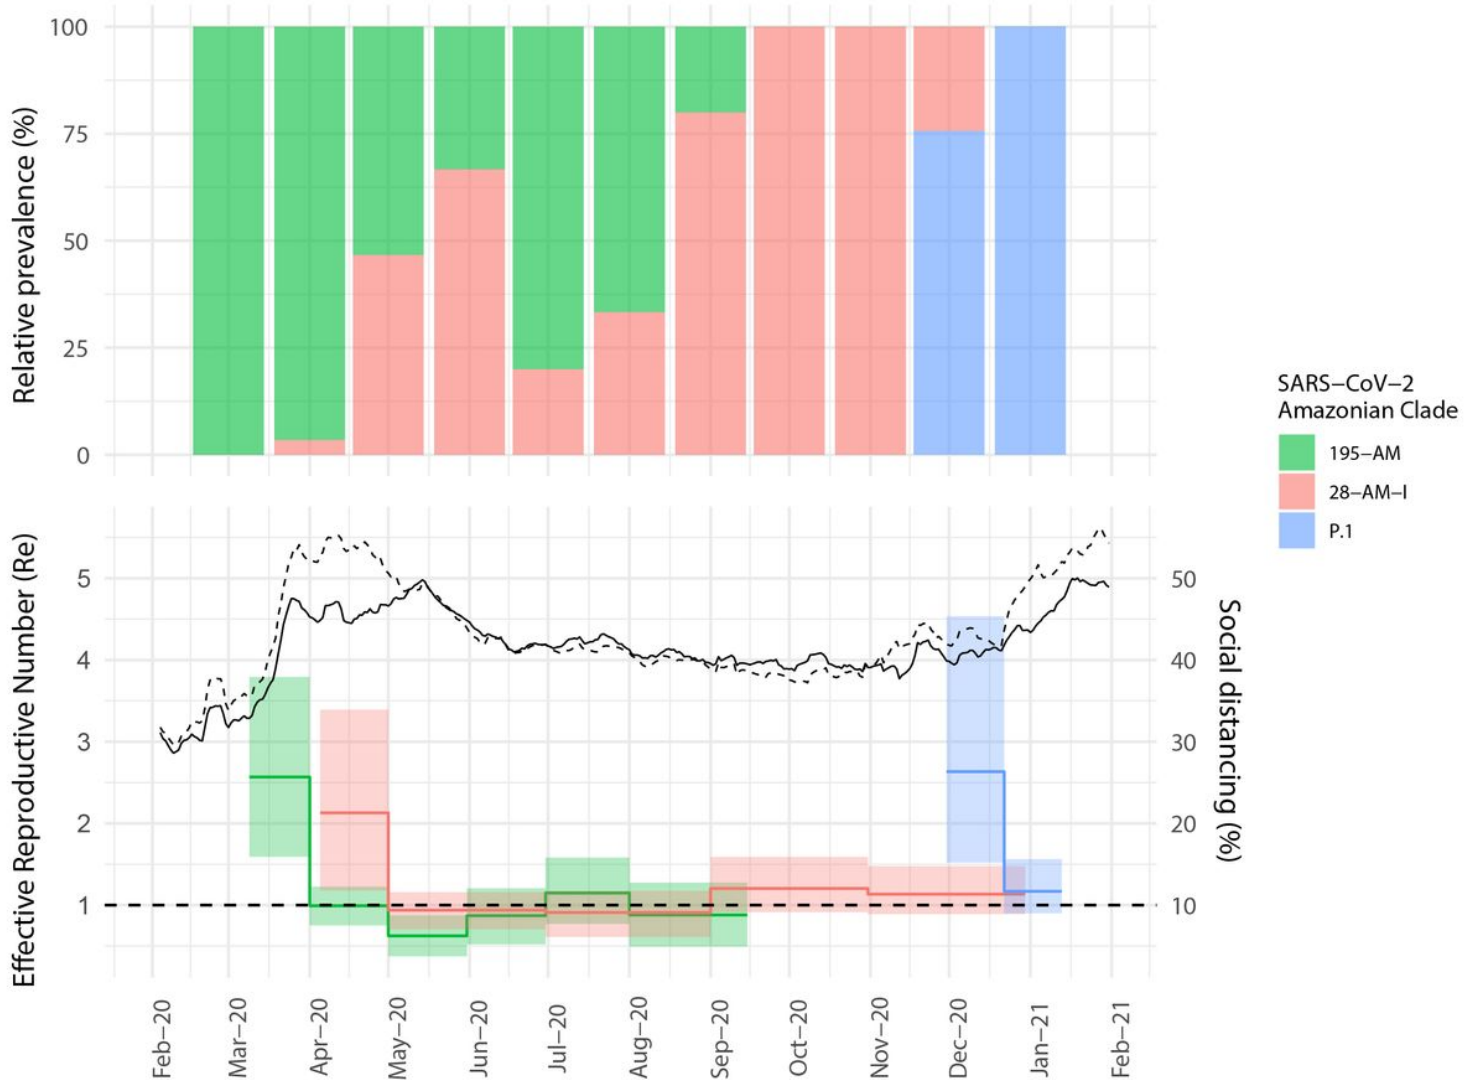 Relative prevalence (%)
100
75
50
25
0
SARS−CoV−2
Amazonian Clade
195−AM
28−AM−I
P.1
Effective Reproductive Number (Re)
5
4
3
2
1
50
40
30
20
10
Social distancing (%)
Feb−20
Mar−20
Apr−20
May−20
Jun−20
Jul−20
Aug−20
Sep−20
Oct−20
Nov−20
Dec−20
Jan−21
Feb−21